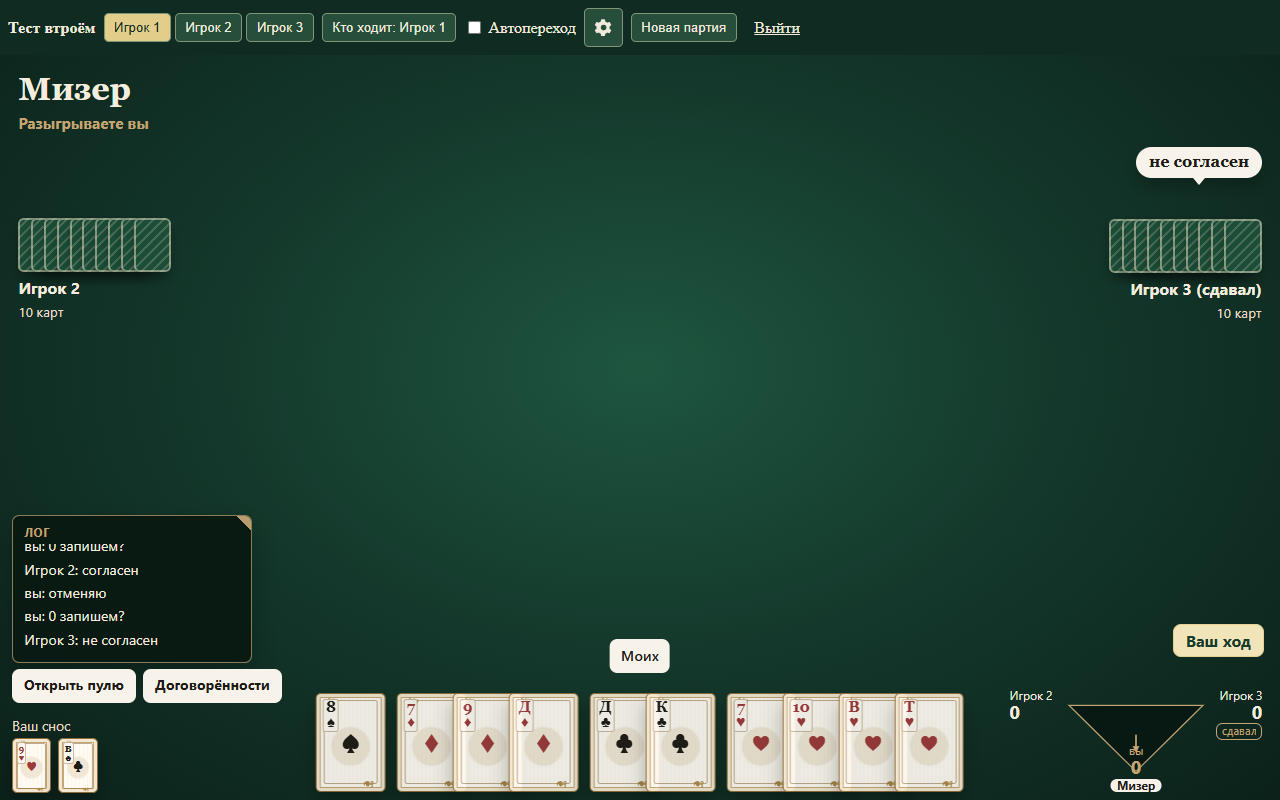 Тест втроём
Игрок 1
Игрок 2
Игрок 3
Кто ходит: Игрок 1
Автопереход
Новая партия
Выйти
Мизер
Разыгрываете вы
не согласен
Игрок 2
10 карт
Игрок 3 (сдавал)
10 карт
ЛОГ
вы: 0 запишем?
Игрок 2: согласен
вы: отменяю
вы: 0 запишем?
Игрок 3: не согласен
Открыть пулю
Договорённости
Моих
Ваш ход
Ваш снос
9
В
8
7
9
Д
Д
К
7
10
В
Т
Игрок 2
0
Игрок 3
0
сдавал
вы
0
Мизер